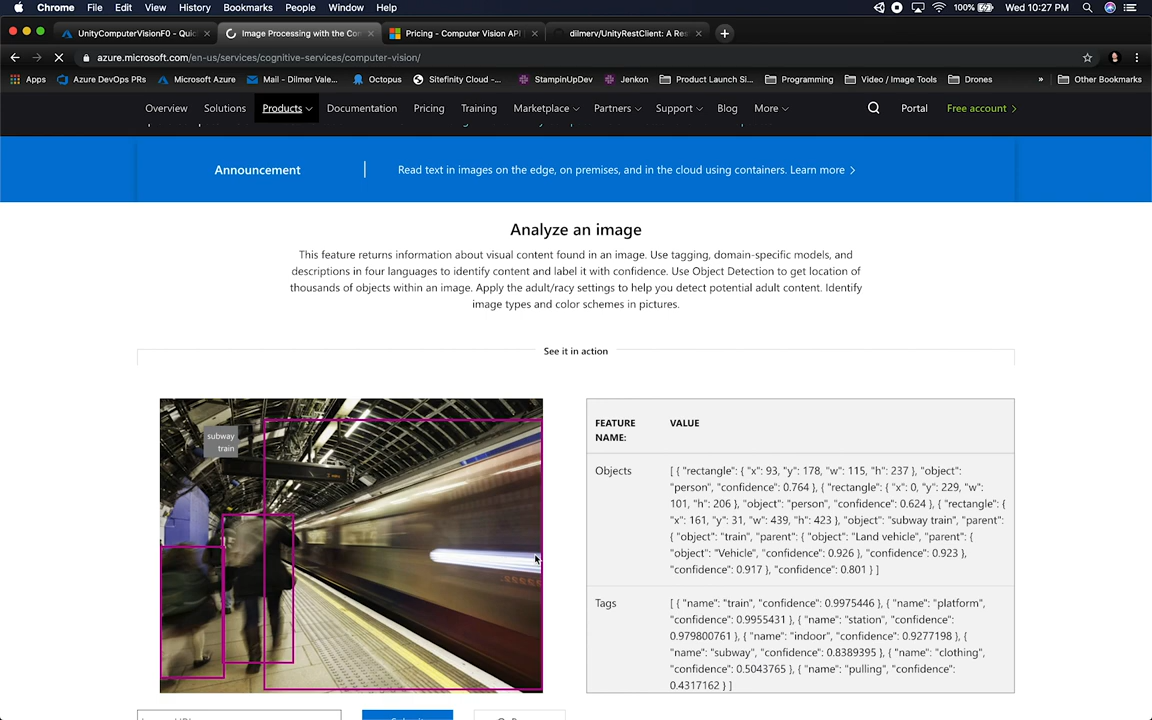 Chrome File Edit View History Bookmarks People Window Help 100% Wed 10:27 PM
UnityComputerVisionF0 - Quic
Image Processing with the Com
Pricing - Computer Vision API
dilmerv/UnityRestClient: A Res
azure.microsoft.com/en-us/services/cognitive-services/computer-vision/
Apps Azure DevOps PRs Microsoft Azure Mail - Dilmer Vale... Octopus Sitefinity Cloud -... StampinUpDev Jenkon Product Launch Si... Programming Video / Image Tools Drones » Other Bookmarks
Overview Solutions Products Documentation Pricing Training Marketplace Partners Support Blog More Portal Free account >
Announcement
Read text in images on the edge, on premises, and in the cloud using containers. Learn more >
Analyze an image
This feature returns information about visual content found in an image. Use tagging, domain-specific models, and
descriptions in four languages to identify content and label it with confidence. Use Object Detection to get location of
thousands of objects within an image. Apply the adult/racy settings to help you detect potential adult content. Identify
image types and color schemes in pictures.
See it in action
subway
train
FEATURE
NAME:
VALUE
Objects
[ { "rectangle": { "x": 93, "y": 178, "w": 115, "h": 237 }, "object":
"person", "confidence": 0.764 }, { "rectangle": { "x": 0, "y": 229, "w":
101, "h": 206 }, "object": "person", "confidence": 0.624 }, { "rectangle": {
"x": 161, "y": 31, "w": 439, "h": 423 }, "object": "subway train", "parent":
{ "object": "train", "parent": { "object": "Land vehicle", "parent": {
"object": "Vehicle", "confidence": 0.926 }, "confidence": 0.923 },
"confidence": 0.917 }, "confidence": 0.801 } ]
Tags
[ { "name": "train", "confidence": 0.9975446 }, { "name": "platform",
"confidence": 0.9955431 }, { "name": "station", "confidence":
0.979800761 }, { "name": "indoor", "confidence": 0.9277198 }, {
"name": "subway", "confidence": 0.8389395 }, { "name": "clothing",
"confidence": 0.5043765 }, { "name": "pulling", "confidence":
0.4317162 } ]